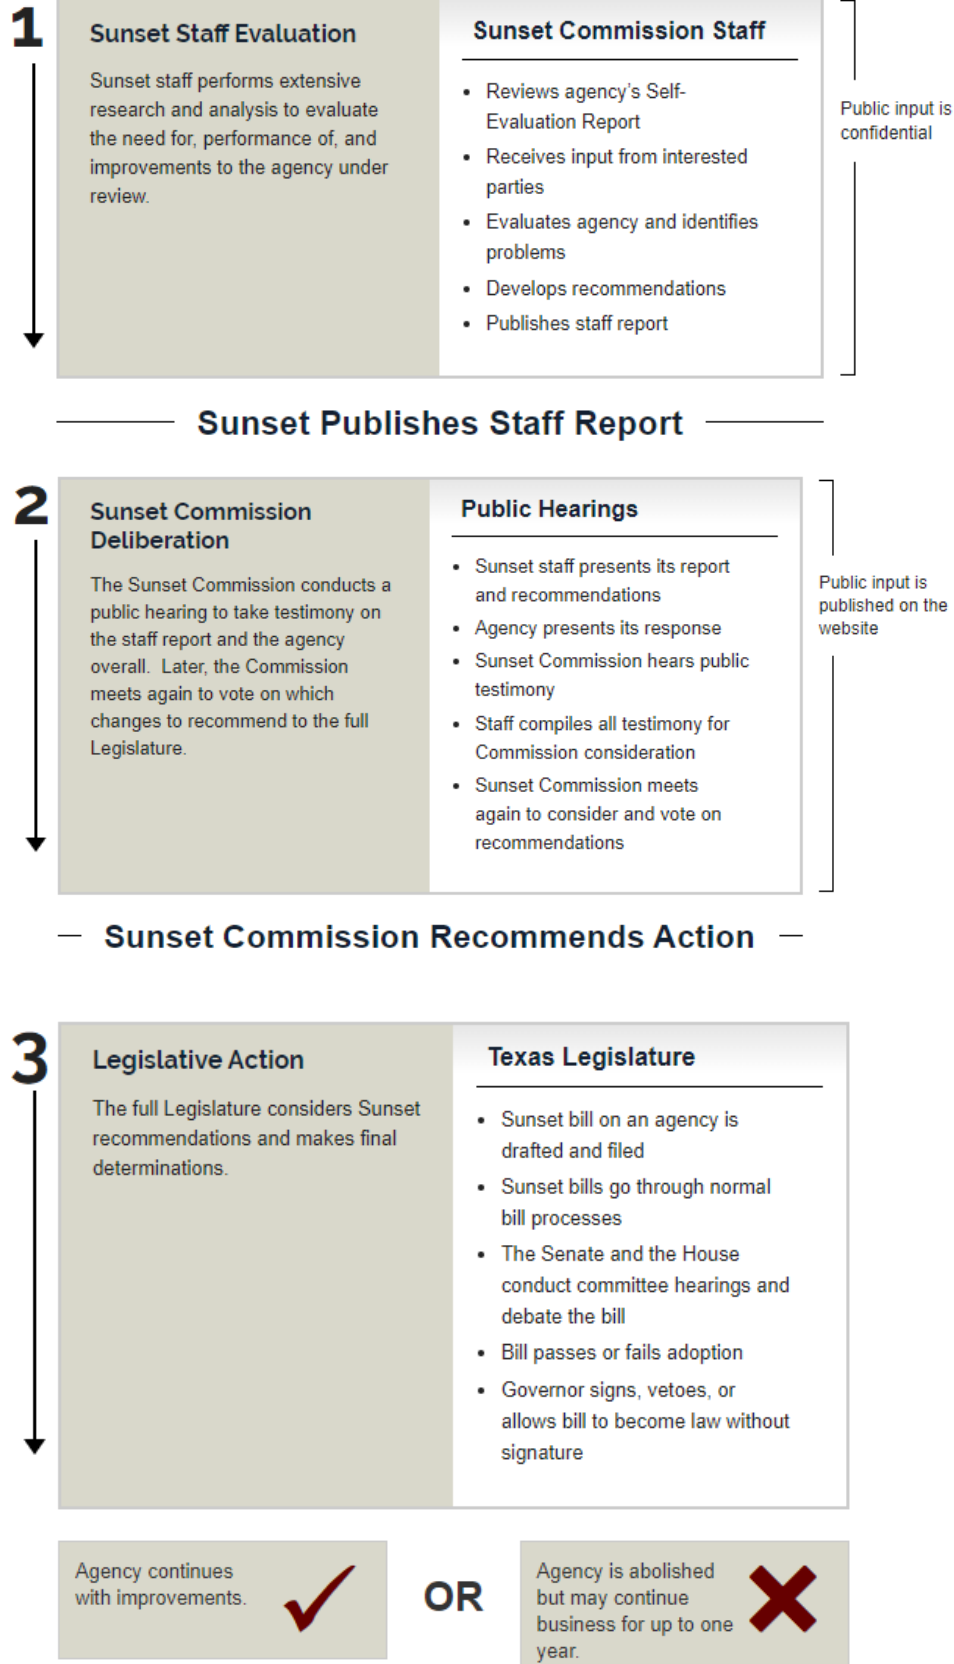 1
Sunset Staff Evaluation
Sunset staff performs extensive
research and analysis to evaluate
the need for, performance of, and
improvements to the agency under
review.
Sunset Commission Staff
• Reviews agency's Self-
Evaluation Report
• Receives input from interested
parties
• Evaluates agency and identifies
problems
• Develops recommendations
• Publishes staff report
Public input is
confidential
Sunset Publishes Staff Report
2
Sunset Commission
Deliberation
The Sunset Commission conducts a
public hearing to take testimony on
the staff report and the agency
overall.  Later, the Commission
meets again to vote on which
changes to recommend to the full
Legislature.
Public Hearings
• Sunset staff presents its report
and recommendations
• Agency presents its response
• Sunset Commission hears public
testimony
• Staff compiles all testimony for
Commission consideration
• Sunset Commission meets
again to consider and vote on
recommendations
Public input is
published on the
website
Sunset Commission Recommends Action
3
Legislative Action
The full Legislature considers Sunset
recommendations and makes final
determinations.
Texas Legislature
• Sunset bill on an agency is
drafted and filed
• Sunset bills go through normal
bill processes
• The Senate and the House
conduct committee hearings and
debate the bill
• Bill passes or fails adoption
• Governor signs, vetoes, or
allows bill to become law without
signature
Agency continues
with improvements.
OR
Agency is abolished
but may continue
business for up to one
year.